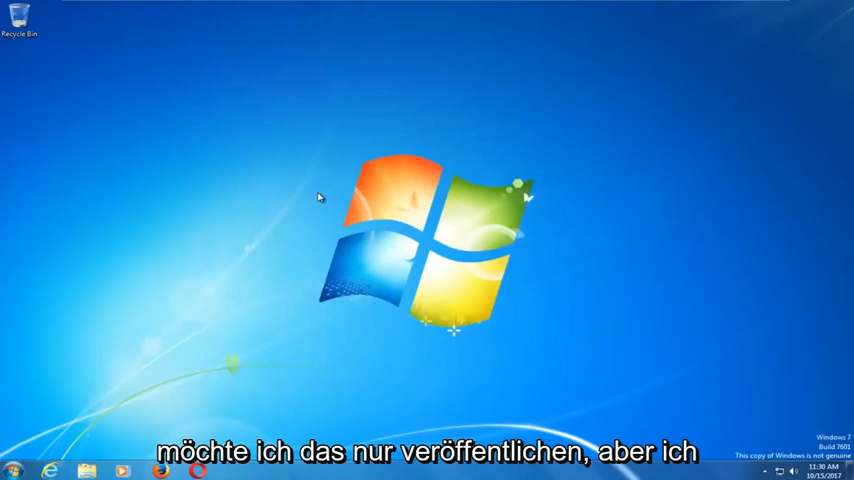 Recycle Bin
Windows 7
Build 7601
This copy of Windows is not genuine
möchte ich das nur veröffentlichen, aber ich
11:30 AM
10/15/2017